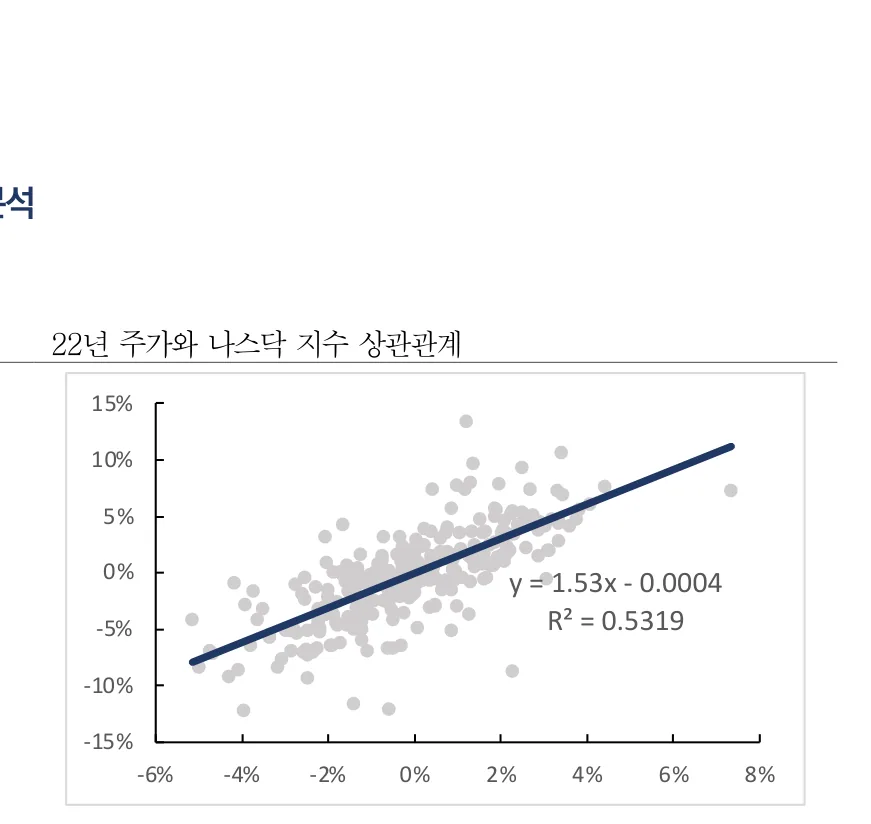 석
22년 주가와 나스닥 지수 상관관계
15%
10%
5%
0%
-5%
-10%
-15%
y = 1.53x - 0.0004
R² = 0.5319
-6% -4% -2% 0% 2% 4% 6% 8%